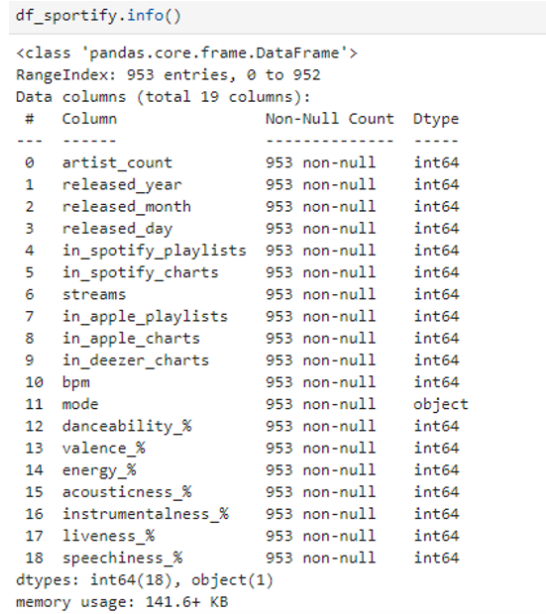 df_sportify.info()
<class 'pandas.core.frame.DataFrame'>
RangeIndex: 953 entries, 0 to 952
Data columns (total 19 columns):
 #   Column                Non-Null Count  Dtype
---  ------                --------------  -----
 0   artist_count          953 non-null    int64
 1   released_year         953 non-null    int64
 2   released_month        953 non-null    int64
 3   released_day          953 non-null    int64
 4   in_spotify_playlists  953 non-null    int64
 5   in_spotify_charts     953 non-null    int64
 6   streams               953 non-null    int64
 7   in_apple_playlists    953 non-null    int64
 8   in_apple_charts       953 non-null    int64
 9   in_deezer_charts      953 non-null    int64
 10  bpm                   953 non-null    int64
 11  mode                  953 non-null    object
 12  danceability_%        953 non-null    int64
 13  valence_%             953 non-null    int64
 14  energy_%              953 non-null    int64
 15  acousticness_%        953 non-null    int64
 16  instrumentalness_%    953 non-null    int64
 17  liveness_%            953 non-null    int64
 18  speechiness_%         953 non-null    int64
dtypes: int64(18), object(1)
memory usage: 141.6+ KB